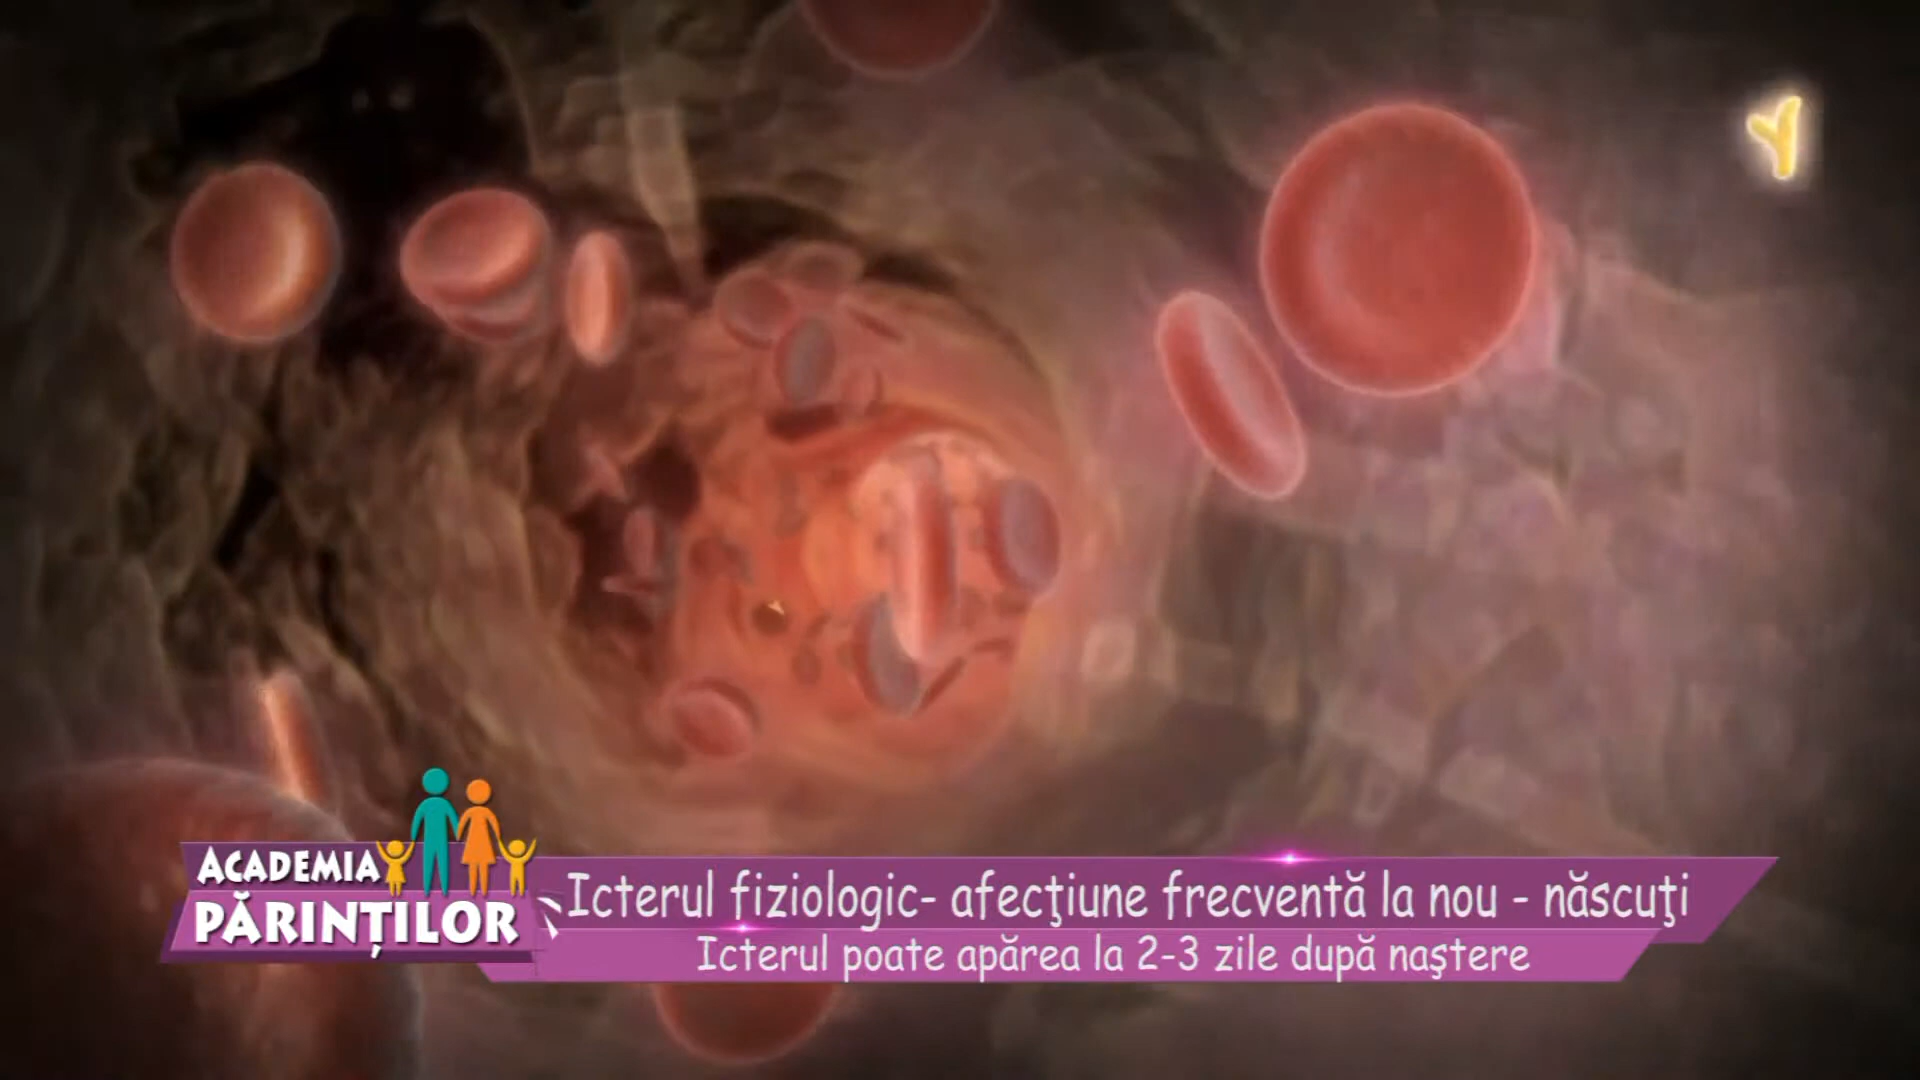 ACADEMIA
PĂRINȚILOR
Icterul fiziologic- afecţiune frecventă la nou - născuţi
Icterul poate apărea la 2-3 zile după naştere